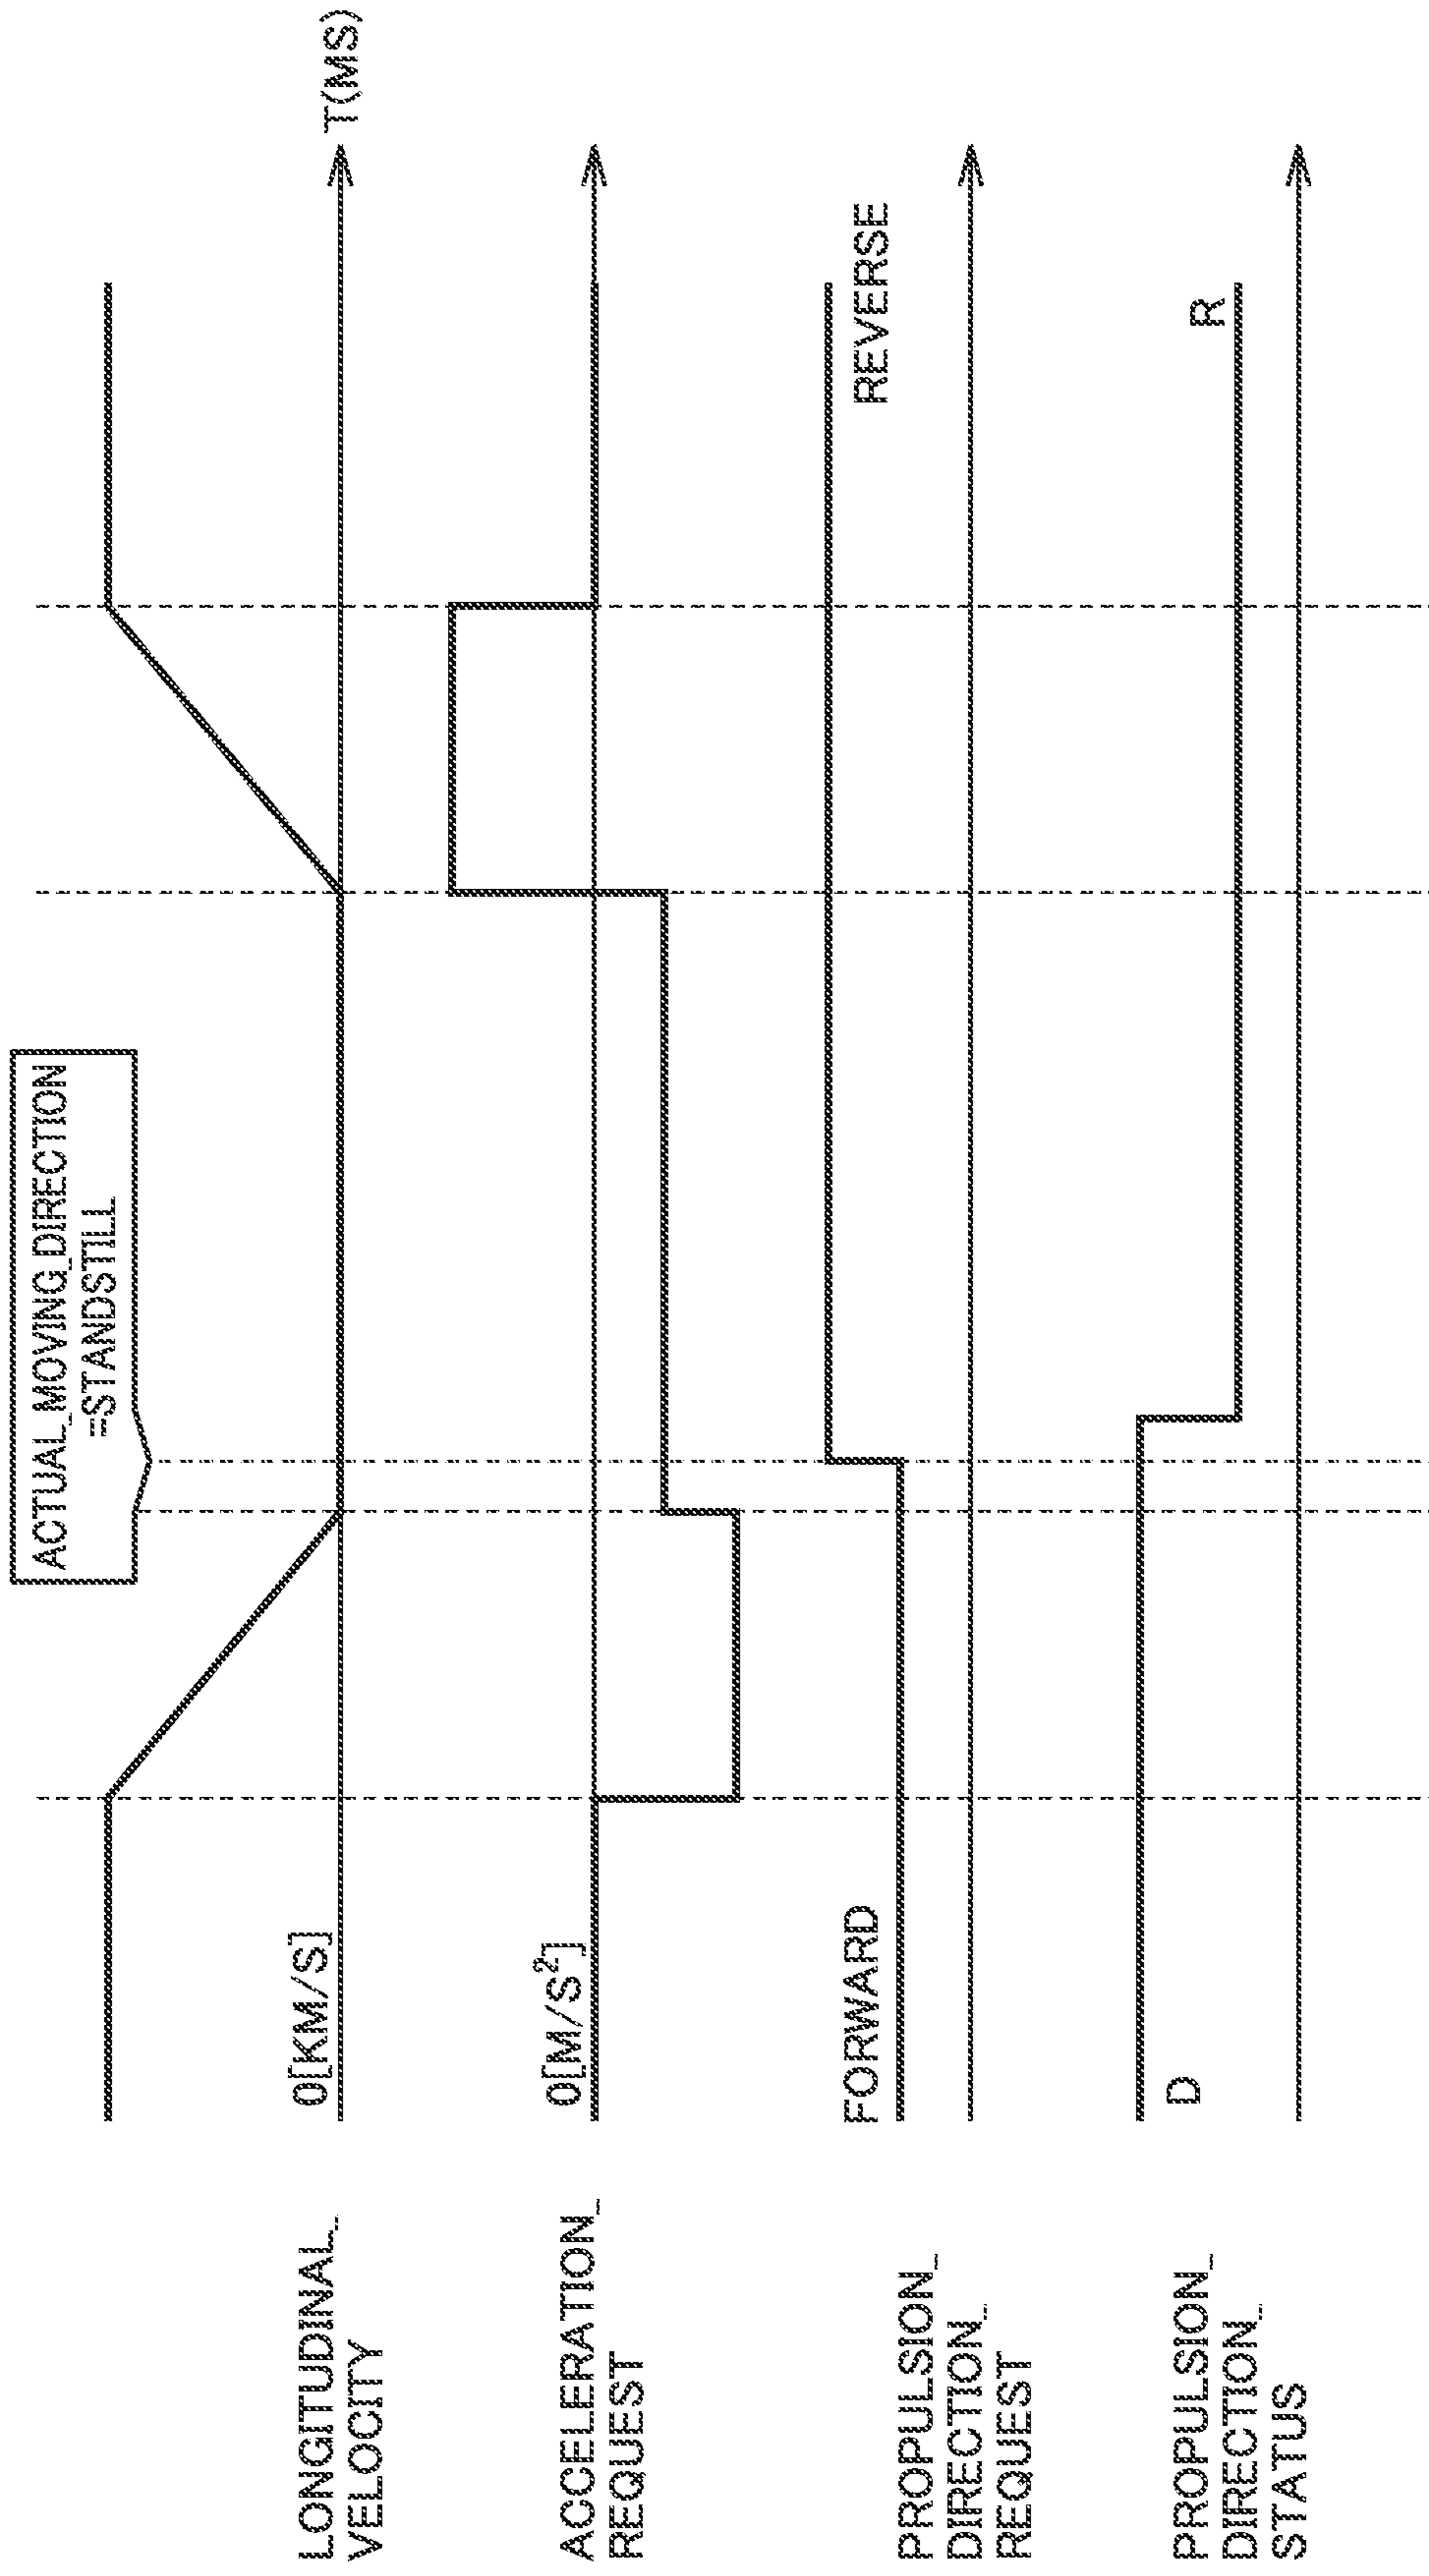 ACTUAL_MOVING_DIRECTION
=STANDSTILL
T(MS)
0[KM/S]
LONGITUDINAL_
VELOCITY
0[M/S²]
ACCELERATION_
REQUEST
FORWARD
REVERSE
PROPULSION_
DIRECTION_
REQUEST
D
R
PROPULSION_
DIRECTION_
STATUS